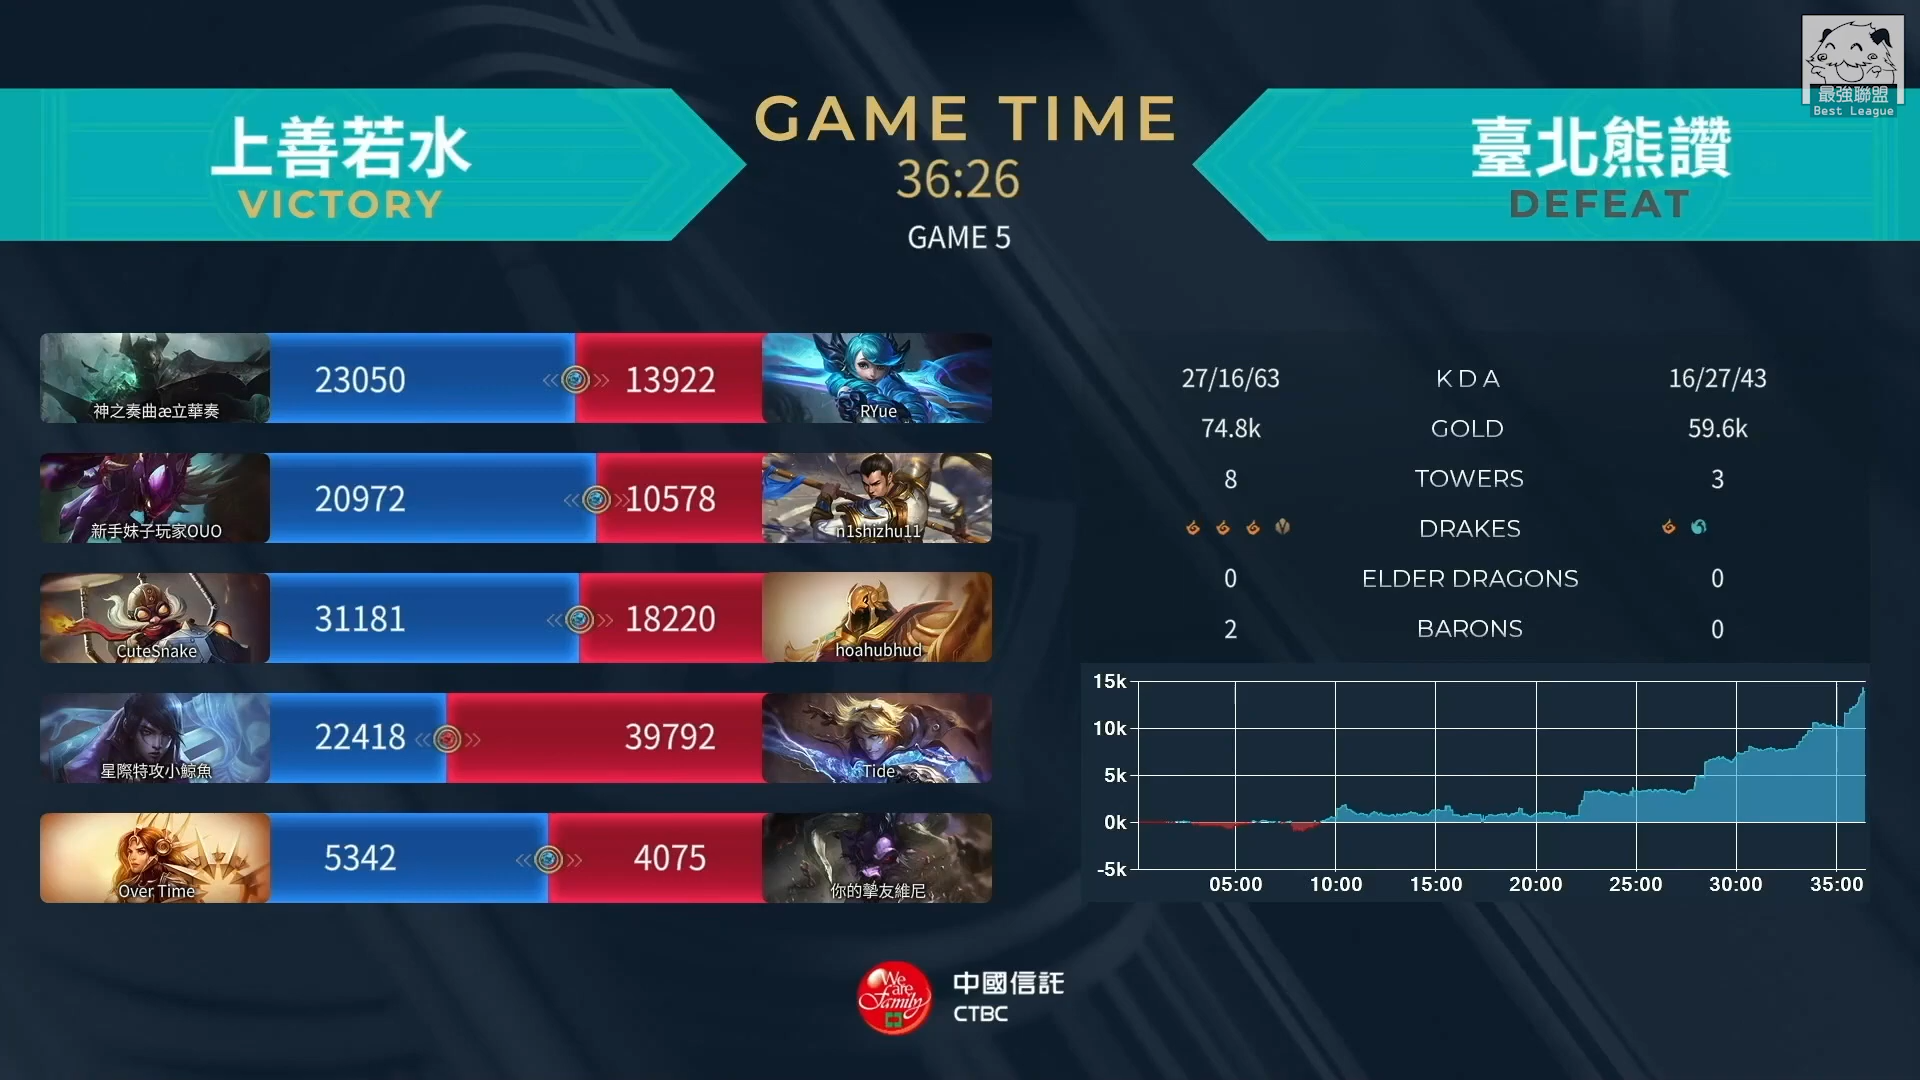 最強聯盟
Best League
上善若水
VICTORY
GAME TIME
36:26
GAME 5
臺北熊讚
DEFEAT
神之奏曲æ立華奏
23050
13922
RYue
新手妹子玩家OUO
20972
10578
n1shizhu11
CuteSnake
31181
18220
hoahubhud
星際特攻小鯨魚
22418
39792
Tide
Over Time
5342
4075
你的摯友維尼
27/16/63 KDA 16/27/43
74.8k GOLD 59.6k
8 TOWERS 3
DRAKES
0 ELDER DRAGONS 0
2 BARONS 0
15k
10k
5k
0k
-5k
05:00 10:00 15:00 20:00 25:00 30:00 35:00
We are Family
中國信託
CTBC